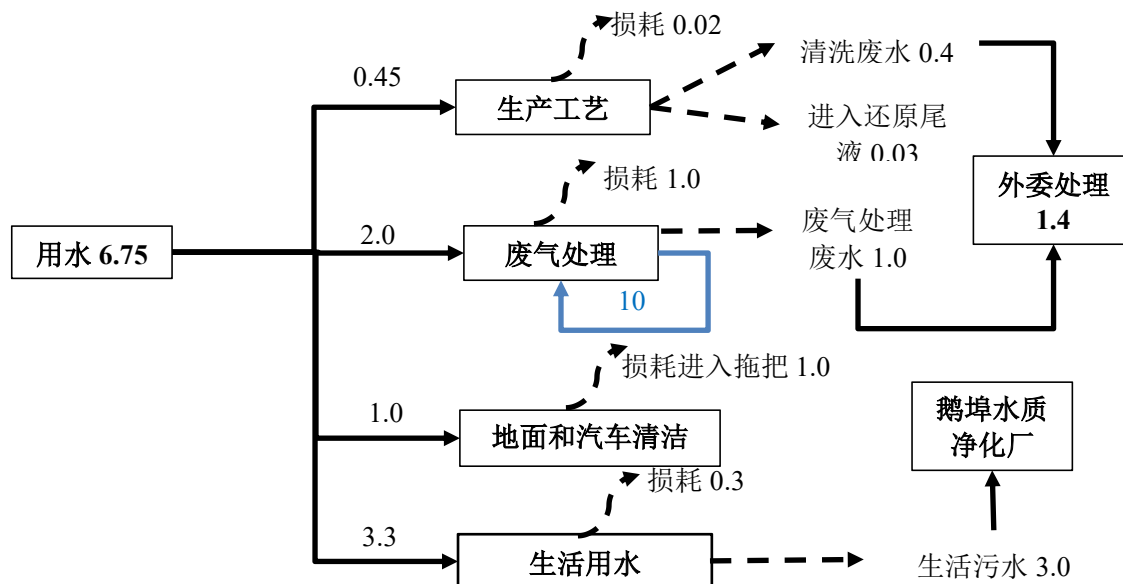 损耗 0.02
清洗废水 0.4
0.45
生产工艺
进入还原尾
液 0.03
损耗 1.0
外委处理
1.4
用水 6.75
2.0
废气处理
废气处理
废水 1.0
10
损耗进入拖把 1.0
1.0
地面和汽车清洁
鹅埠水质
净化厂
损耗 0.3
3.3
生活用水
生活污水 3.0